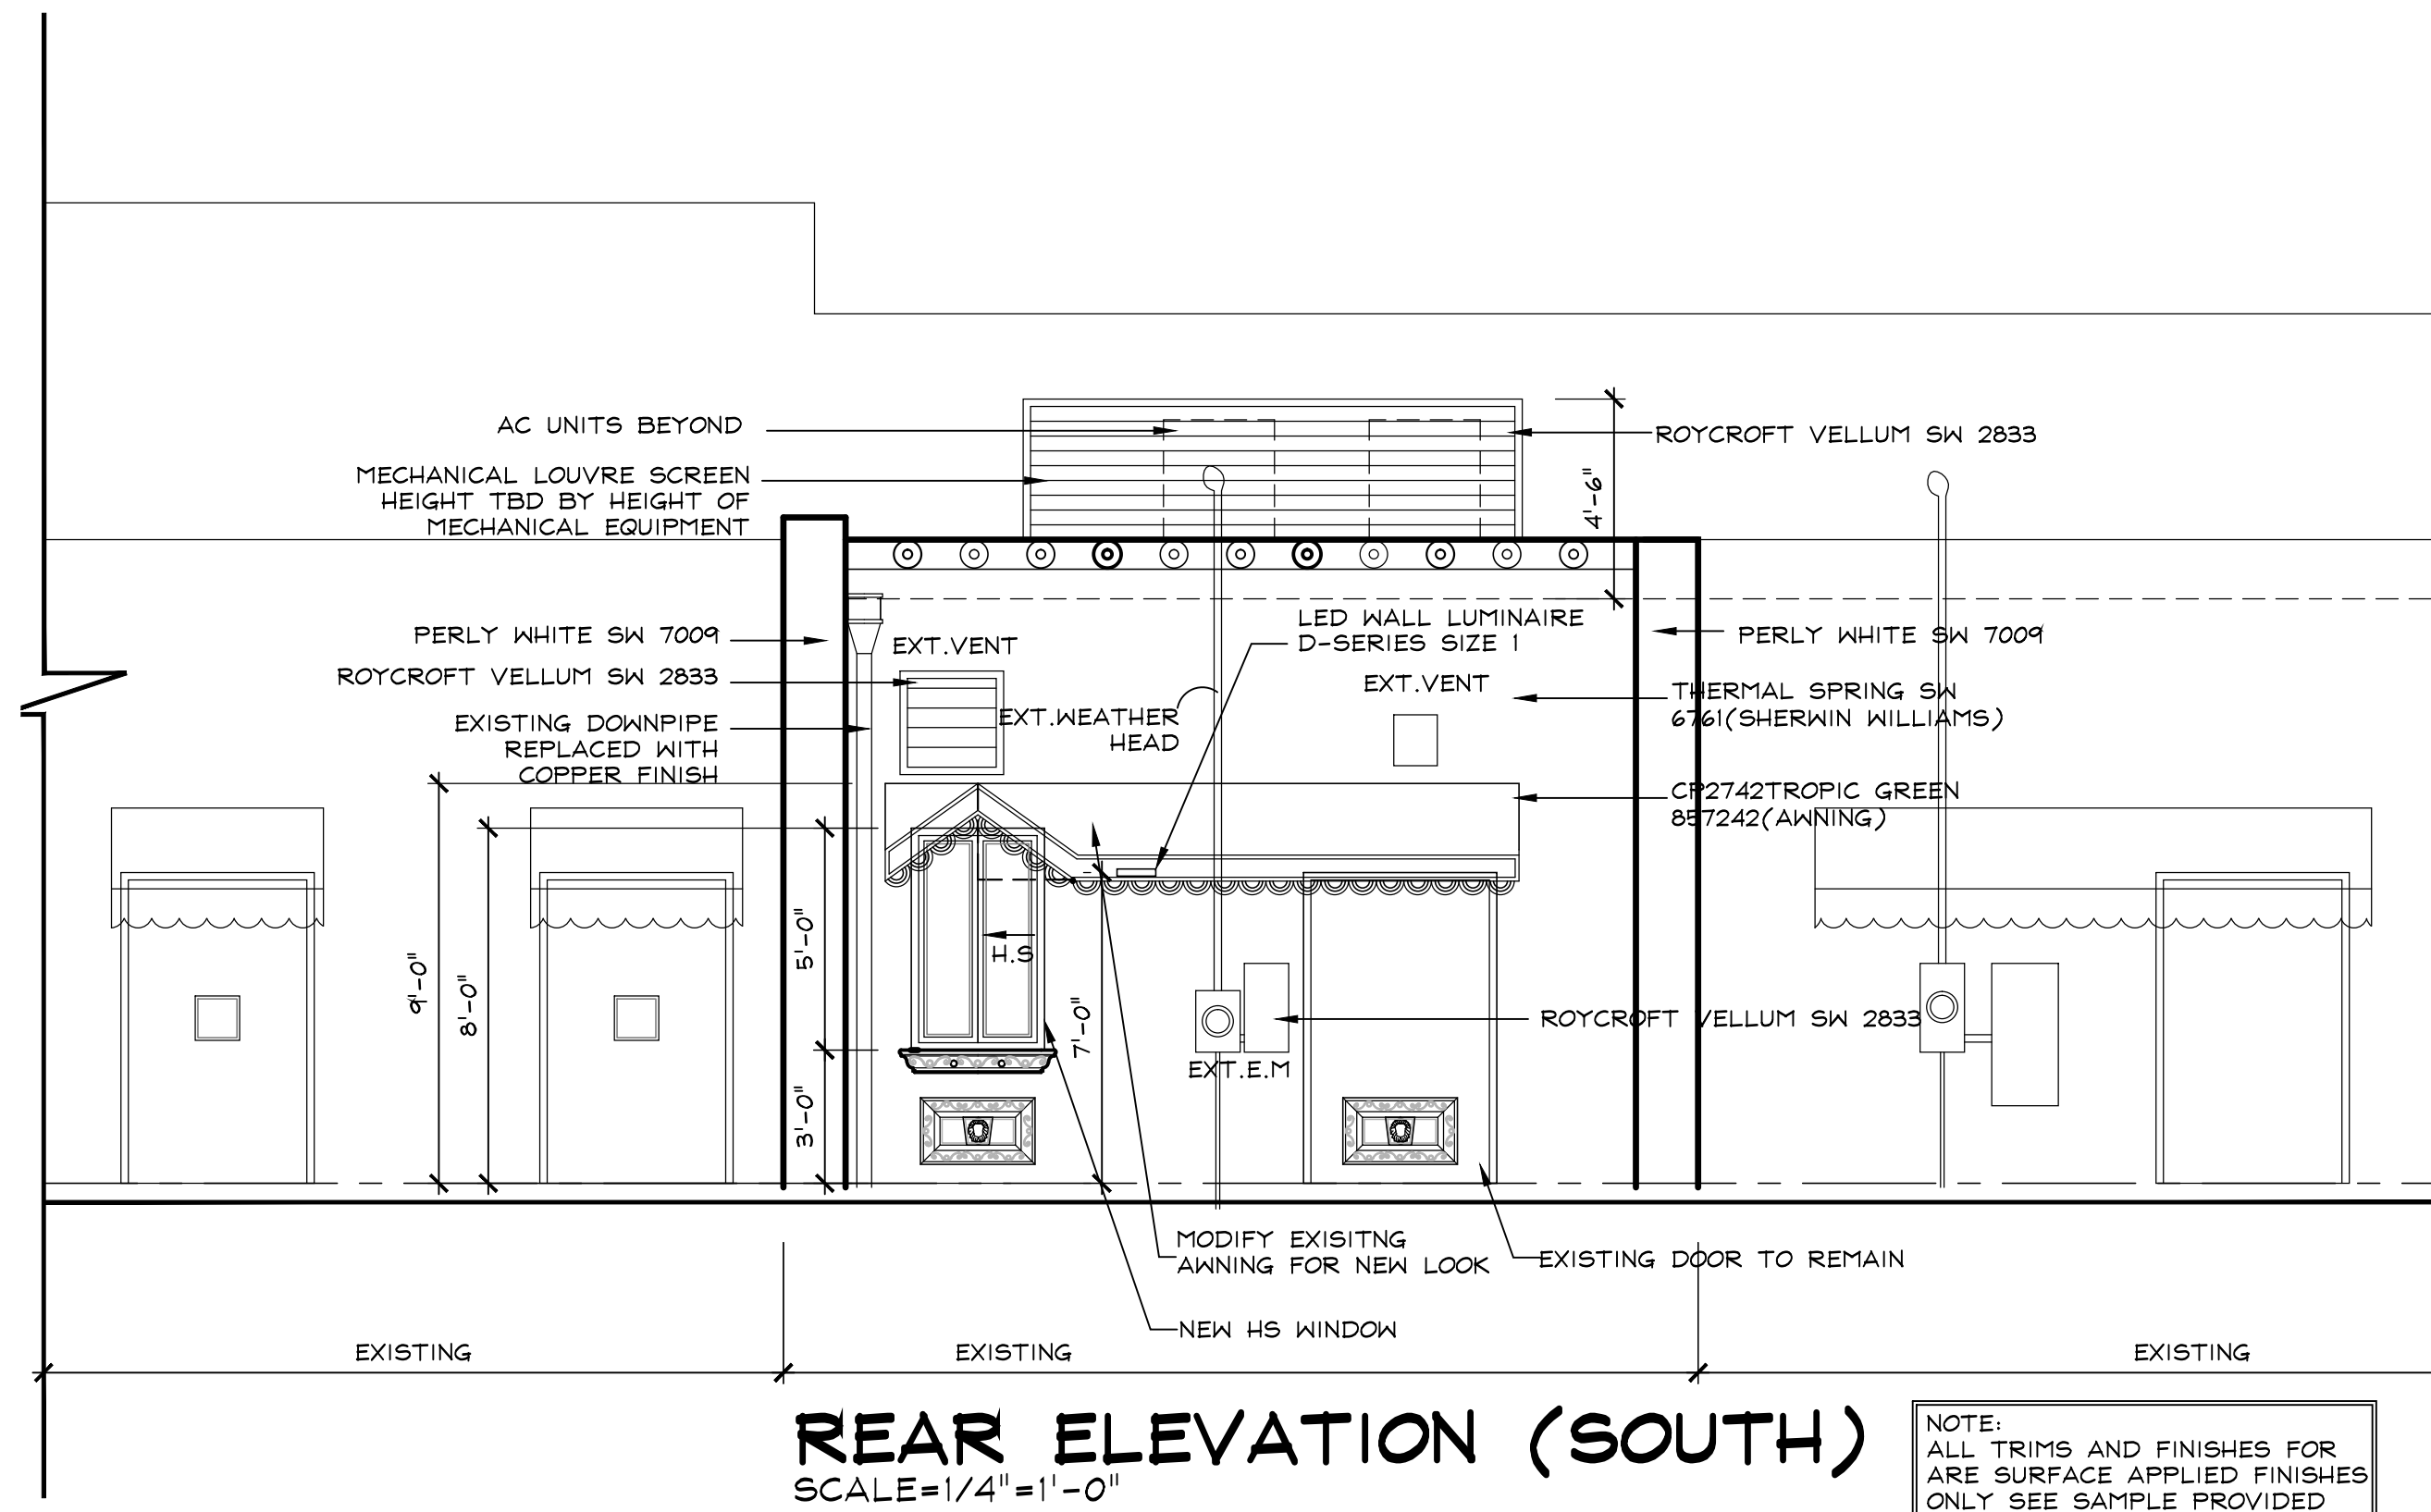 AC UNITS BEYOND
ROYCROFT VELLUM SW 2833
MECHANICAL LOUVRE SCREEN
HEIGHT TBD BY HEIGHT OF
MECHANICAL EQUIPMENT
4'-6"
PERLY WHITE SW 7009
ROYCROFT VELLUM SW 2833
EXISTING DOWNPIPE
REPLACED WITH
COPPER FINISH
EXT.VENT
EXT.WEATHER
HEAD
LED WALL LUMINAIRE
D-SERIES SIZE 1
EXT.VENT
PERLY WHITE SW 7009
THERMAL SPRING SW
6761(SHERWIN WILLIAMS)
CP2742TROPIC GREEN
857242(AWNING)
9'-0"
8'-0"
5'-0"
3'-0"
H.S
7'-0"
ROYCROFT VELLUM SW 2833
EXT.E.M
MODIFY EXISITNG
AWNING FOR NEW LOOK
EXISTING DOOR TO REMAIN
NEW HS WINDOW
EXISTING
EXISTING
EXISTING
REAR ELEVATION (SOUTH)
SCALE=1/4"=1'-0"
NOTE:
ALL TRIMS AND FINISHES FOR
ARE SURFACE APPLIED FINISHES
ONLY SEE SAMPLE PROVIDED